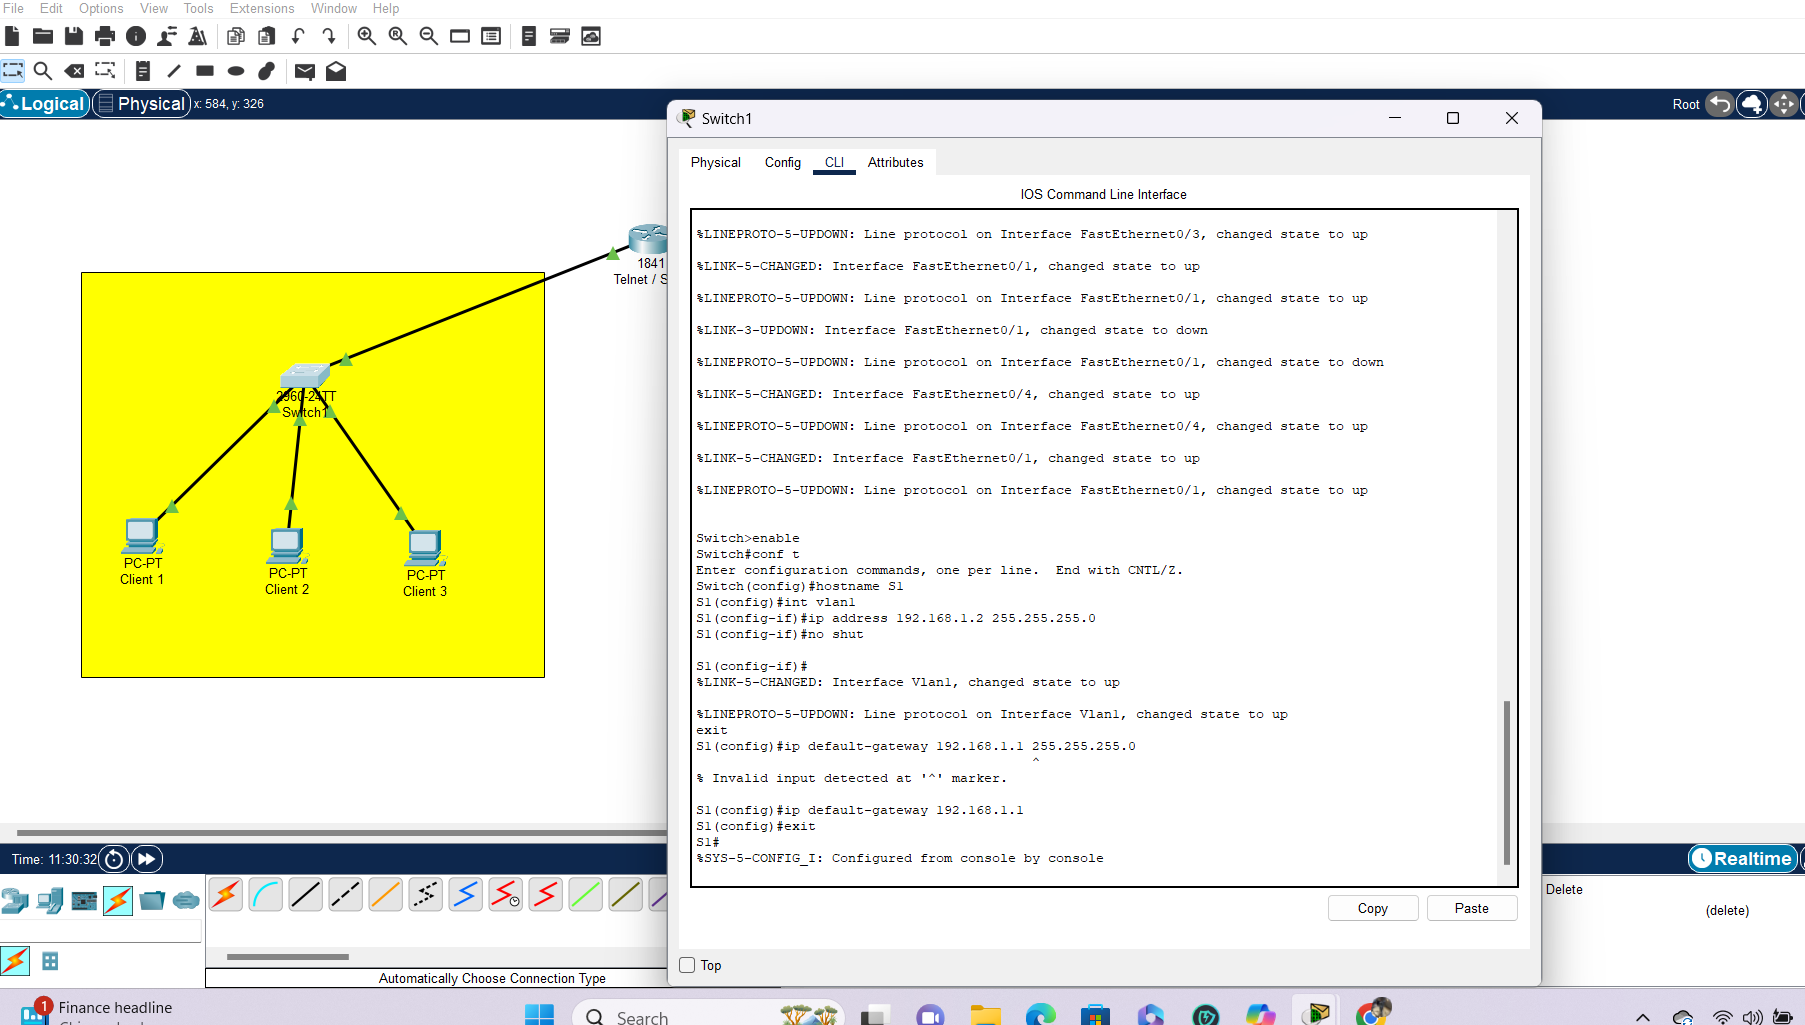 File Edit Options View Tools Extensions Window Help
Logical Physical x: 584, y: 326
Root
Switch1
Physical Config CLI Attributes
IOS Command Line Interface
%LINEPROTO-5-UPDOWN: Line protocol on Interface FastEthernet0/3, changed state to up
%LINK-5-CHANGED: Interface FastEthernet0/1, changed state to up
%LINEPROTO-5-UPDOWN: Line protocol on Interface FastEthernet0/1, changed state to up
%LINK-3-UPDOWN: Interface FastEthernet0/1, changed state to down
%LINEPROTO-5-UPDOWN: Line protocol on Interface FastEthernet0/1, changed state to down
%LINK-5-CHANGED: Interface FastEthernet0/4, changed state to up
%LINEPROTO-5-UPDOWN: Line protocol on Interface FastEthernet0/4, changed state to up
%LINK-5-CHANGED: Interface FastEthernet0/1, changed state to up
%LINEPROTO-5-UPDOWN: Line protocol on Interface FastEthernet0/1, changed state to up
Switch>enable
Switch#conf t
Enter configuration commands, one per line.  End with CNTL/Z.
Switch(config)#hostname S1
S1(config)#int vlan1
S1(config-if)#ip address 192.168.1.2 255.255.255.0
S1(config-if)#no shut
S1(config-if)#
%LINK-5-CHANGED: Interface Vlan1, changed state to up
%LINEPROTO-5-UPDOWN: Line protocol on Interface Vlan1, changed state to up
exit
S1(config)#ip default-gateway 192.168.1.1 255.255.255.0
^
% Invalid input detected at '^' marker.
S1(config)#ip default-gateway 192.168.1.1
S1(config)#exit
S1#
%SYS-5-CONFIG_I: Configured from console by console
Copy Paste
Top
1841
Telnet / S
2960-24TT
Switch1
PC-PT
Client 1
PC-PT
Client 2
PC-PT
Client 3
Time: 11:30:32
Realtime
Delete
(delete)
Automatically Choose Connection Type
1
Finance headline
Search